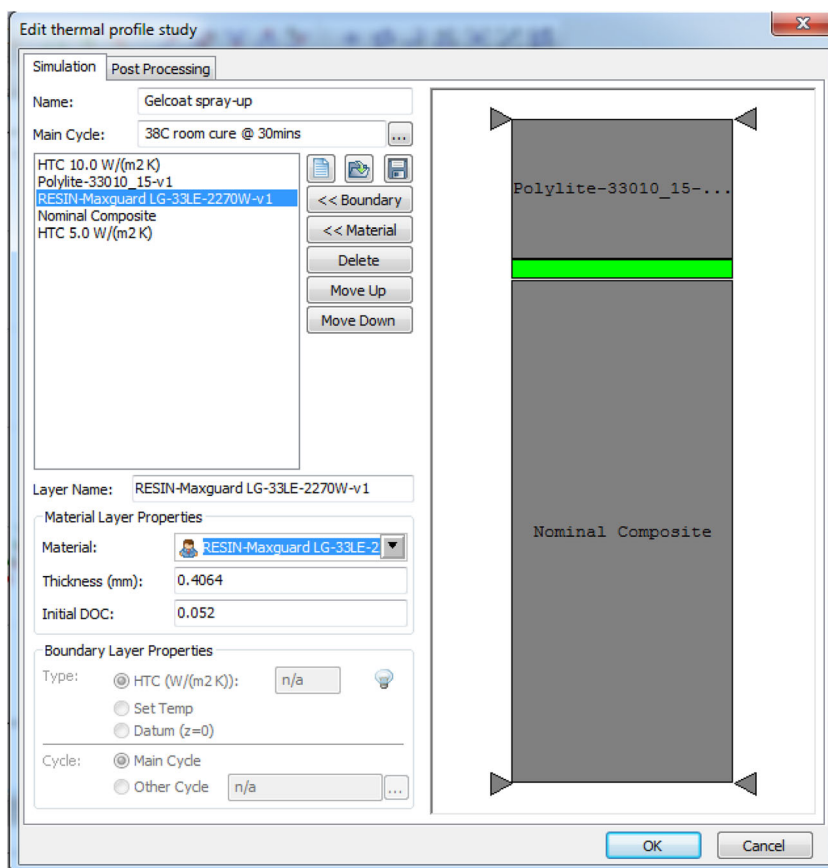 Edit thermal profile study
Simulation
Post Processing
Name:
Gelcoat spray-up
Main Cycle:
38C room cure @ 30mins
...
HTC 10.0 W/(m2 K)
Polylite-33010_15-v1
RESIN-Maxguard LG-33LE-2270W-v1
Nominal Composite
HTC 5.0 W/(m2 K)
<< Boundary
<< Material
Delete
Move Up
Move Down
Layer Name:
RESIN-Maxguard LG-33LE-2270W-v1
Material Layer Properties
Material:
RESIN-Maxguard LG-33LE-2
Thickness (mm):
0.4064
Initial DOC:
0.052
Boundary Layer Properties
Type:
HTC (W/(m2 K)):
n/a
Set Temp
Datum (z=0)
Cycle:
Main Cycle
Other Cycle
n/a
...
Polylite-33010_15-...
Nominal Composite
OK
Cancel